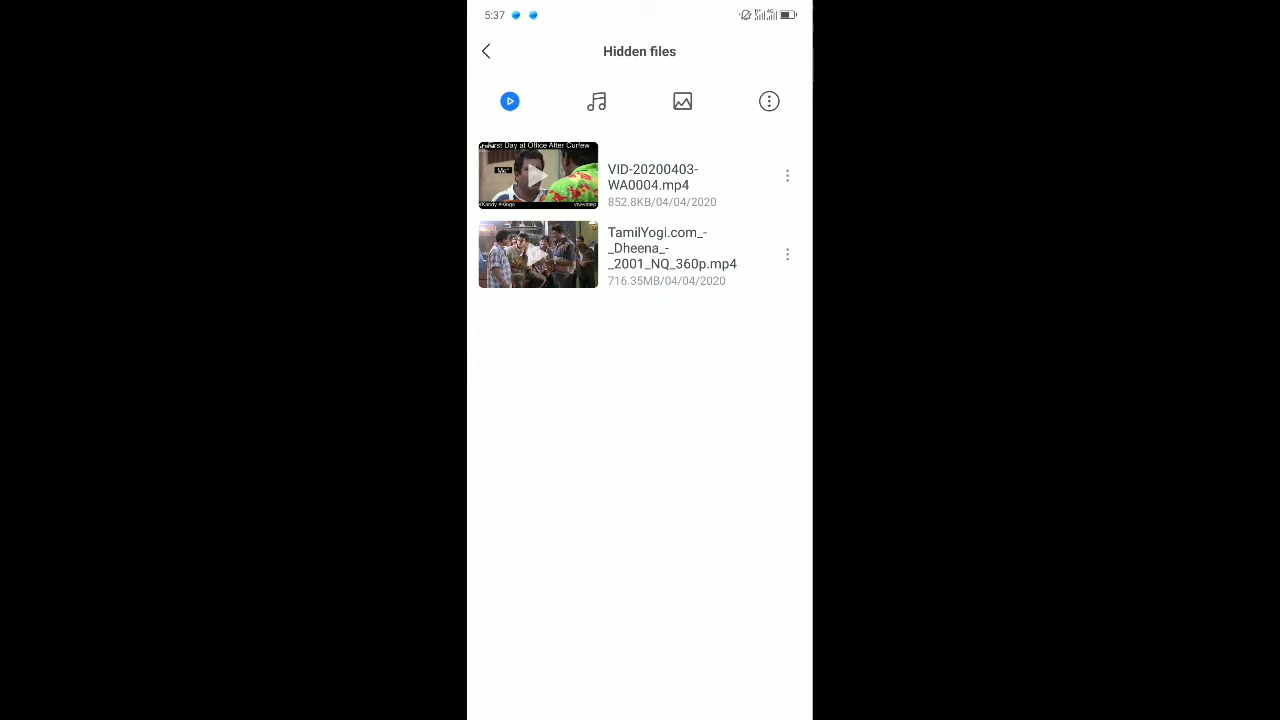 5:37
Hidden files
First Day at Office After Curfew
Me*
VID-20200403-
WA0004.mp4
852.8KB/04/04/2020
TamilYogi.com_-
_Dheena_-
_2001_NQ_360p.mp4
716.35MB/04/04/2020